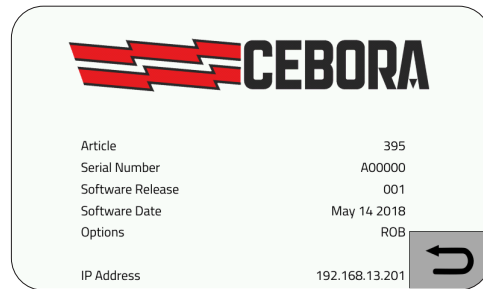 CEBORA
Article 395
Serial Number A00000
Software Release 001
Software Date May 14 2018
Options ROB
IP Address 192.168.13.201